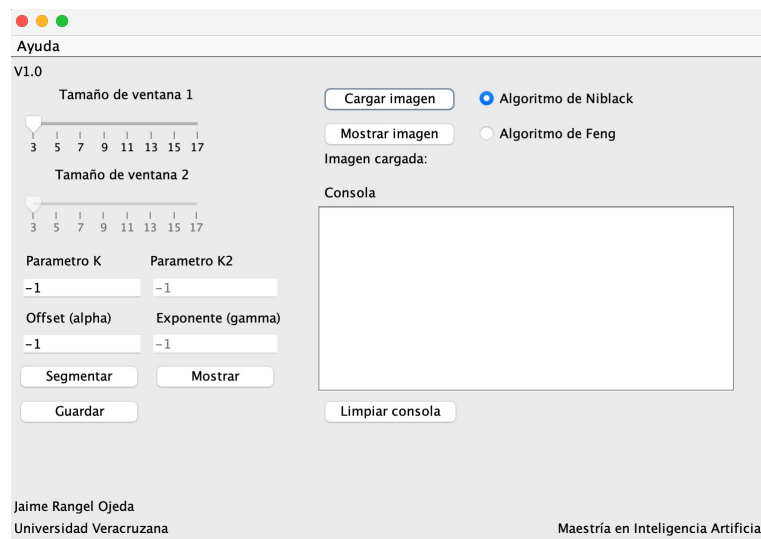 Ayuda
V1.0
Tamaño de ventana 1
3 5 7 9 11 13 15 17
Tamaño de ventana 2
3 5 7 9 11 13 15 17
Parametro K Parametro K2
-1 -1
Offset (alpha) Exponente (gamma)
-1 -1
Segmentar Mostrar
Guardar
Cargar imagen Algoritmo de Niblack
Mostrar imagen Algoritmo de Feng
Imagen cargada:
Consola
Limpiar consola
Jaime Rangel Ojeda
Universidad Veracruzana Maestría en Inteligencia Artificia